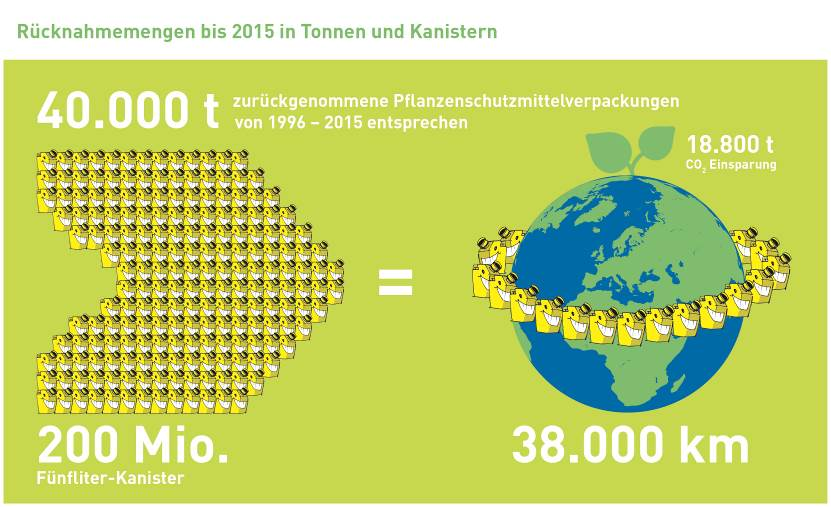 Rücknahmemengen bis 2015 in Tonnen und Kanistern
40.000 t zurückgenommene Pflanzenschutzmittelverpackungen
von 1996 – 2015 entsprechen
18.800 t
CO₂ Einsparung
=
200 Mio.
Fünfliter-Kanister
38.000 km